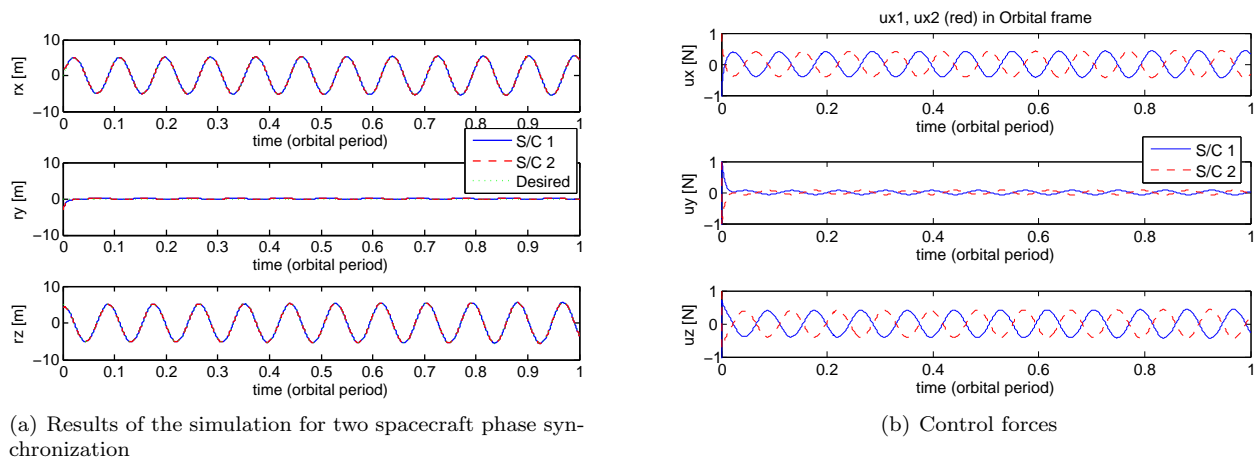 10
0
−10
rx [m]
0 0.1 0.2 0.3 0.4 0.5 0.6 0.7 0.8 0.9 1
time (orbital period)
S/C 1
S/C 2
Desired
10
0
−10
ry [m]
0 0.1 0.2 0.3 0.4 0.5 0.6 0.7 0.8 0.9 1
time (orbital period)
10
0
−10
rz [m]
0 0.1 0.2 0.3 0.4 0.5 0.6 0.7 0.8 0.9 1
time (orbital period)
(a) Results of the simulation for two spacecraft phase syn-
chronization
ux1, ux2 (red) in Orbital frame
1
0
−1
ux [N]
0 0.2 0.4 0.6 0.8 1
time (orbital period)
S/C 1
S/C 2
1
0
−1
uy [N]
0 0.2 0.4 0.6 0.8 1
time (orbital period)
1
0
−1
uz [N]
0 0.2 0.4 0.6 0.8 1
time (orbital period)
(b) Control forces